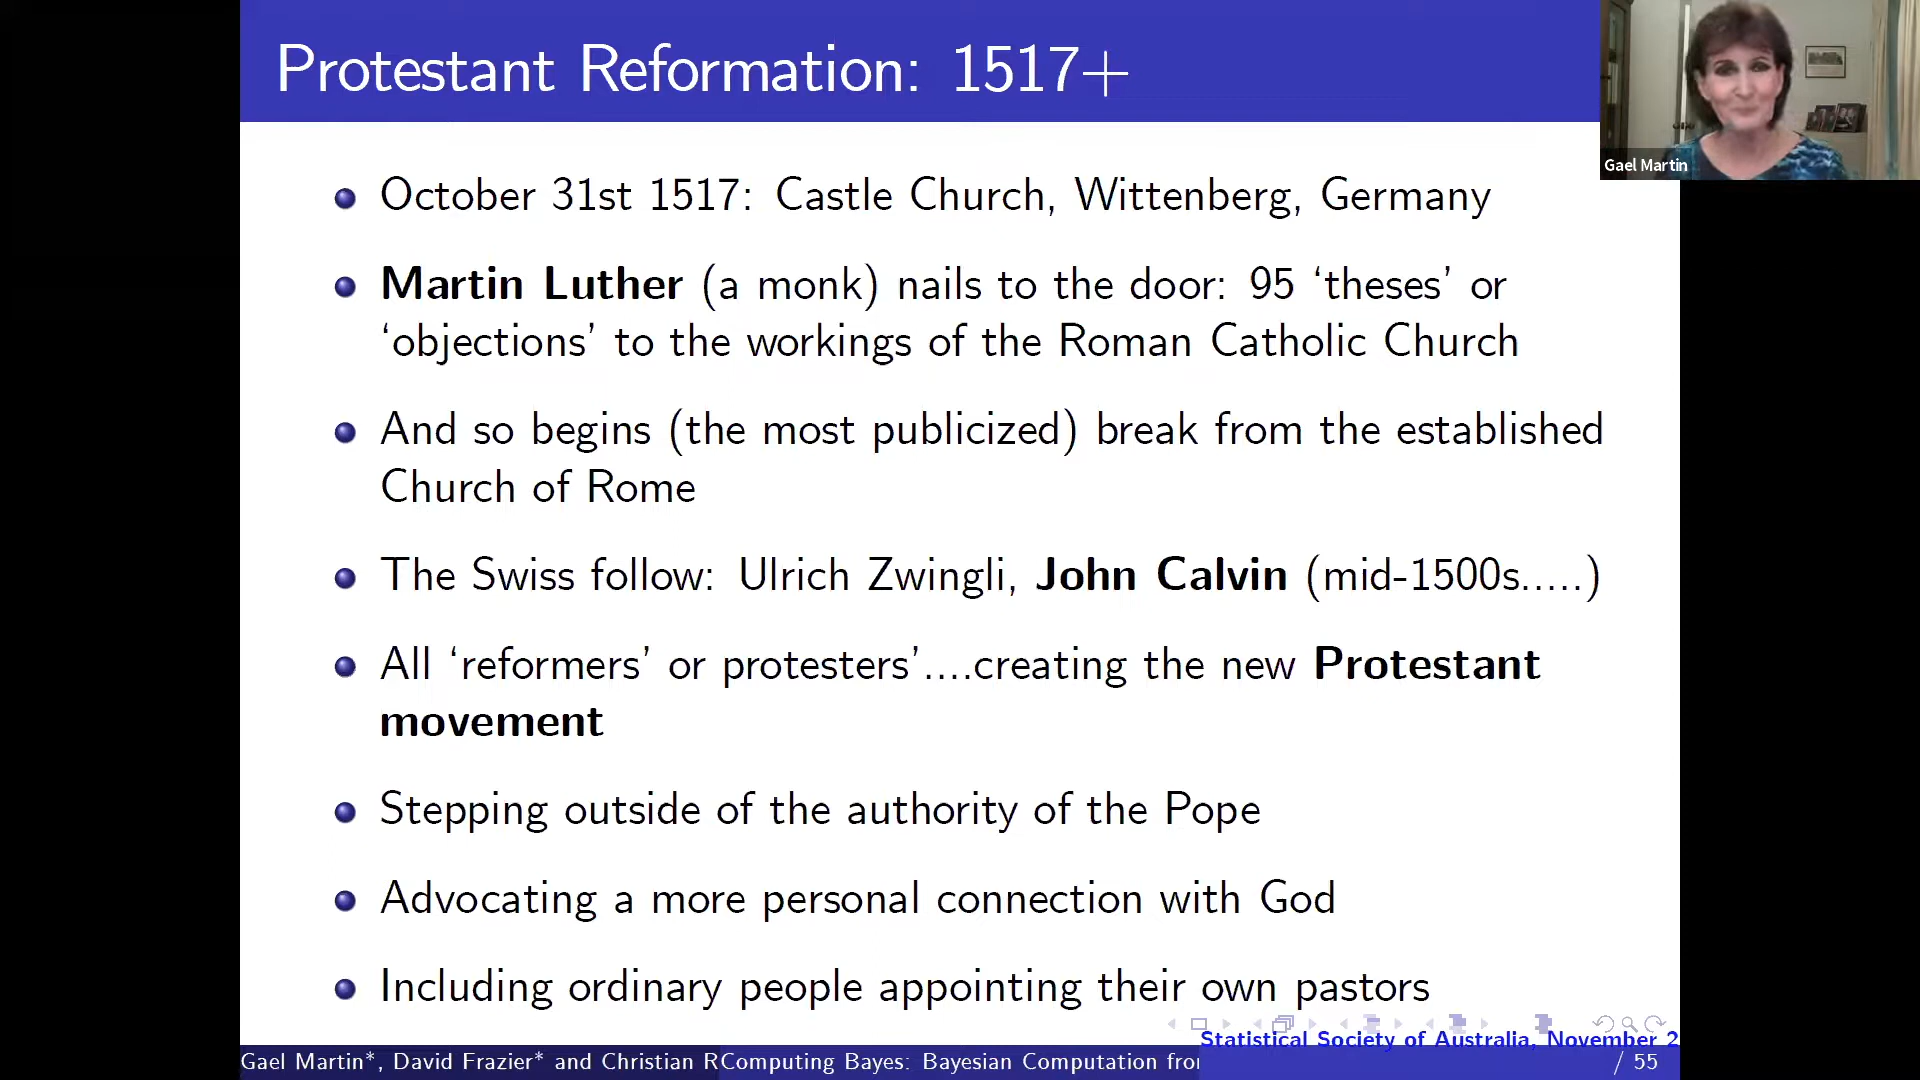 Protestant Reformation: 1517+
Gael Martin
October 31st 1517: Castle Church, Wittenberg, Germany
Martin Luther (a monk) nails to the door: 95 ‘theses’ or
‘objections’ to the workings of the Roman Catholic Church
And so begins (the most publicized) break from the established
Church of Rome
The Swiss follow: Ulrich Zwingli, John Calvin (mid-1500s.....)
All ‘reformers’ or protesters’....creating the new Protestant
movement
Stepping outside of the authority of the Pope
Advocating a more personal connection with God
Including ordinary people appointing their own pastors
Statistical Society of Australia, November 2
Gael Martin*, David Frazier* and Christian R
Computing Bayes: Bayesian Computation fro
/ 55